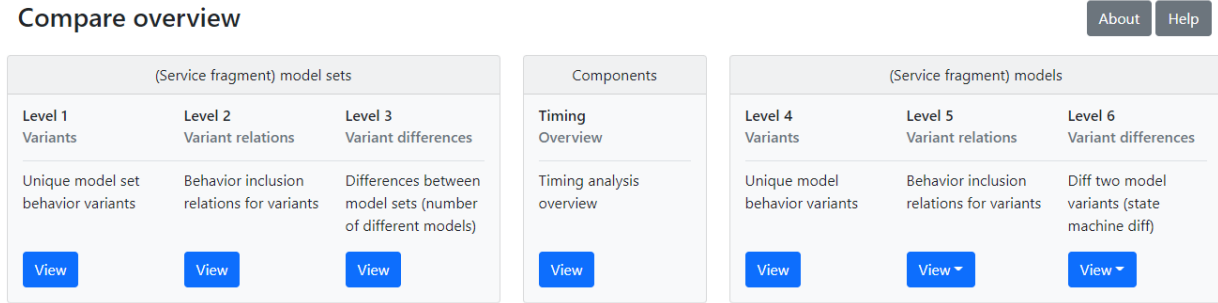 Compare overview
About
Help
(Service fragment) model sets
Level 1
Variants
Unique model set
behavior variants
View
Level 2
Variant relations
Behavior inclusion
relations for variants
View
Level 3
Variant differences
Differences between
model sets (number
of different models)
View
Components
Timing
Overview
Timing analysis
overview
View
(Service fragment) models
Level 4
Variants
Unique model
behavior variants
View
Level 5
Variant relations
Behavior inclusion
relations for variants
View
Level 6
Variant differences
Diff two model
variants (state
machine diff)
View